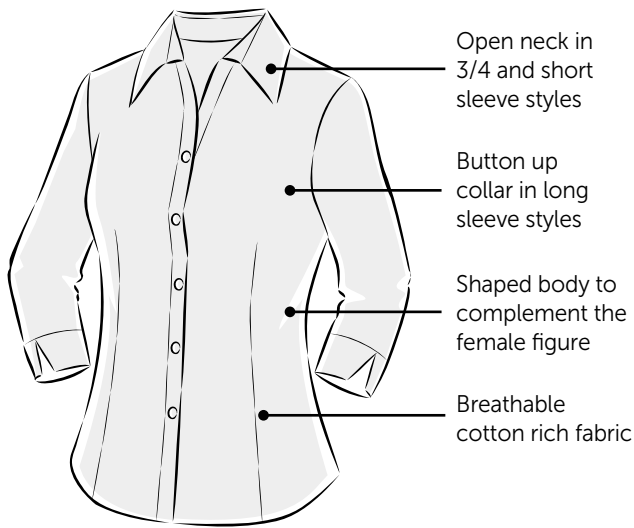 Open neck in
3/4 and short
sleeve styles
Button up
collar in long
sleeve styles
Shaped body to
complement the
female figure
Breathable
cotton rich fabric